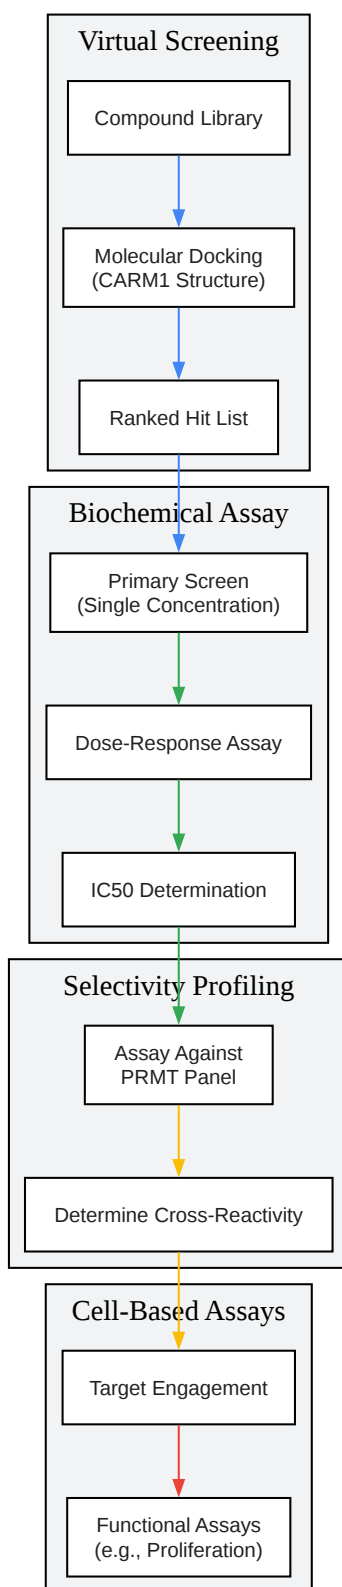 Virtual Screening
Compound Library
Molecular Docking
(CARM1 Structure)
Ranked Hit List
Biochemical Assay
Primary Screen
(Single Concentration)
Dose-Response Assay
IC50 Determination
Selectivity Profiling
Assay Against
PRMT Panel
Determine Cross-Reactivity
Cell-Based Assays
Target Engagement
Functional Assays
(e.g., Proliferation)